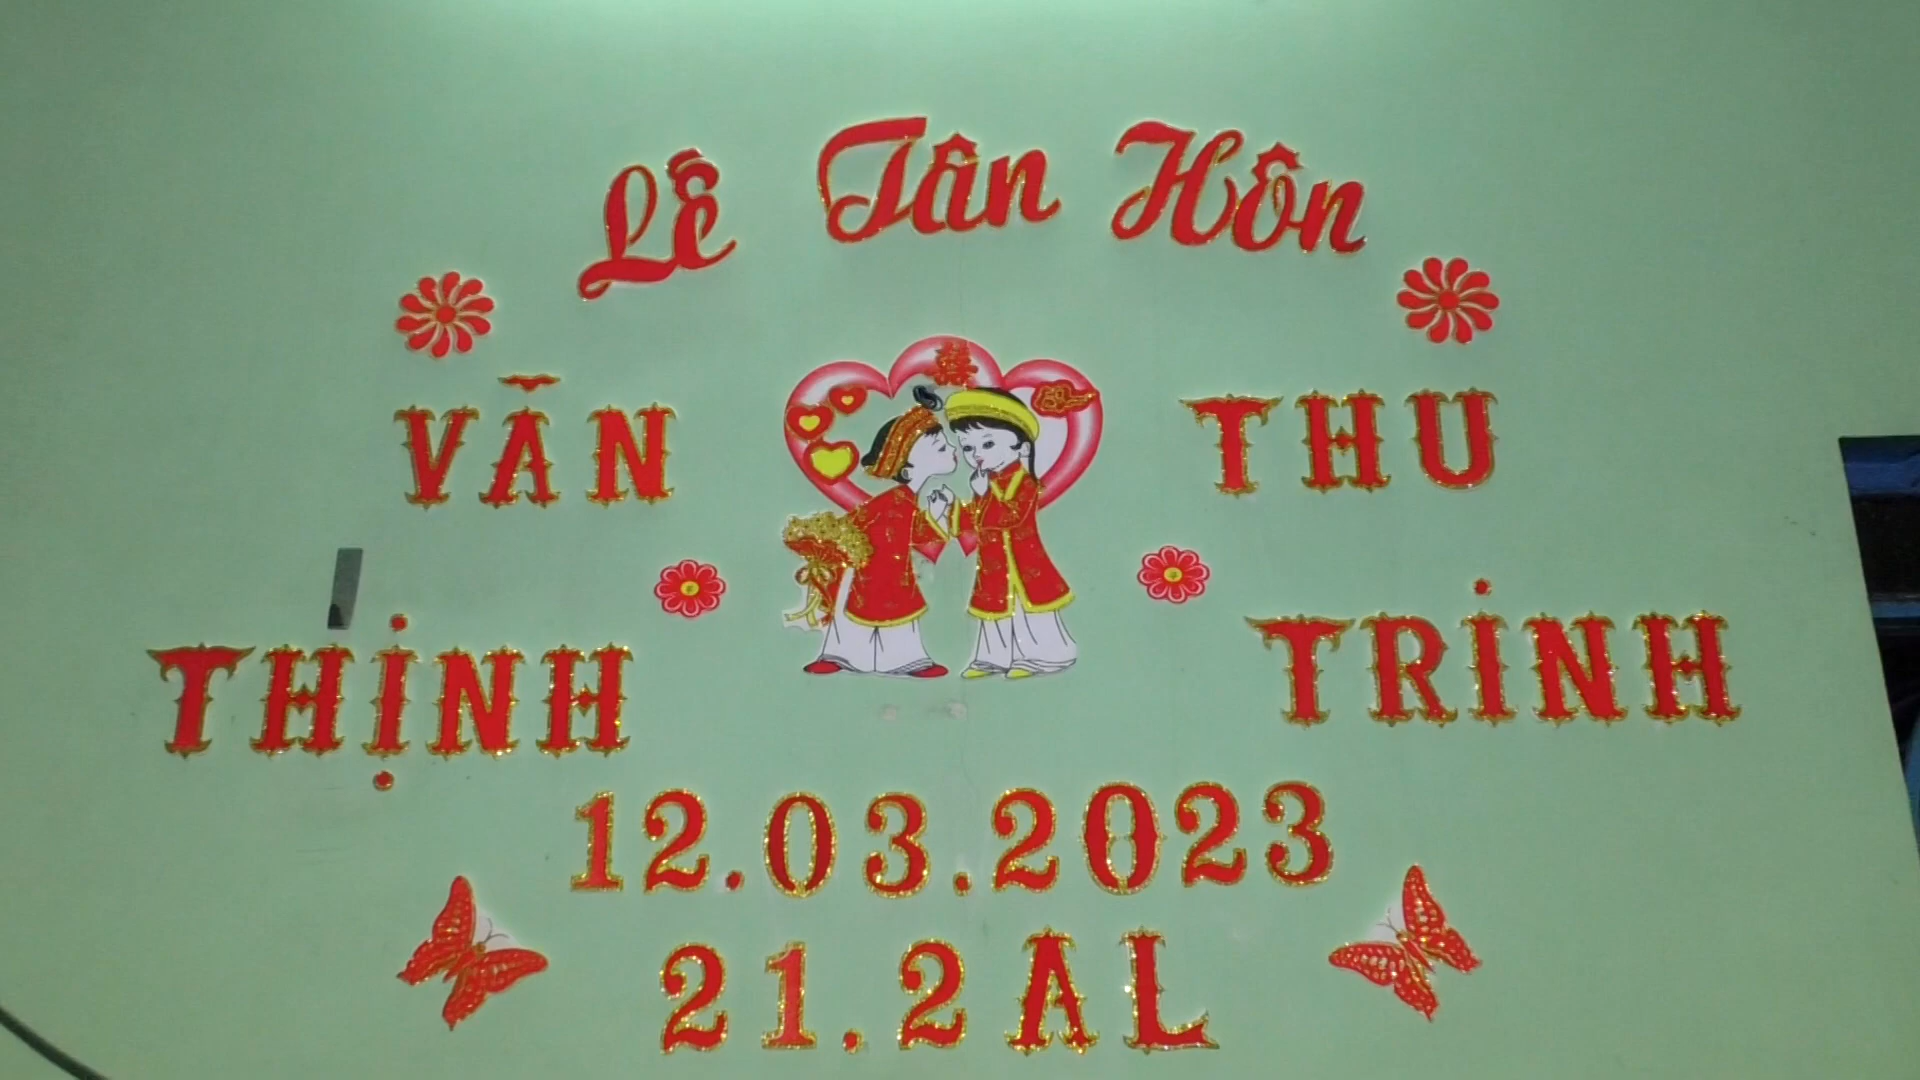 Lễ Tân Hôn
VĂN THỊNH
THU TRINH
12.03.2023
21.2 AL